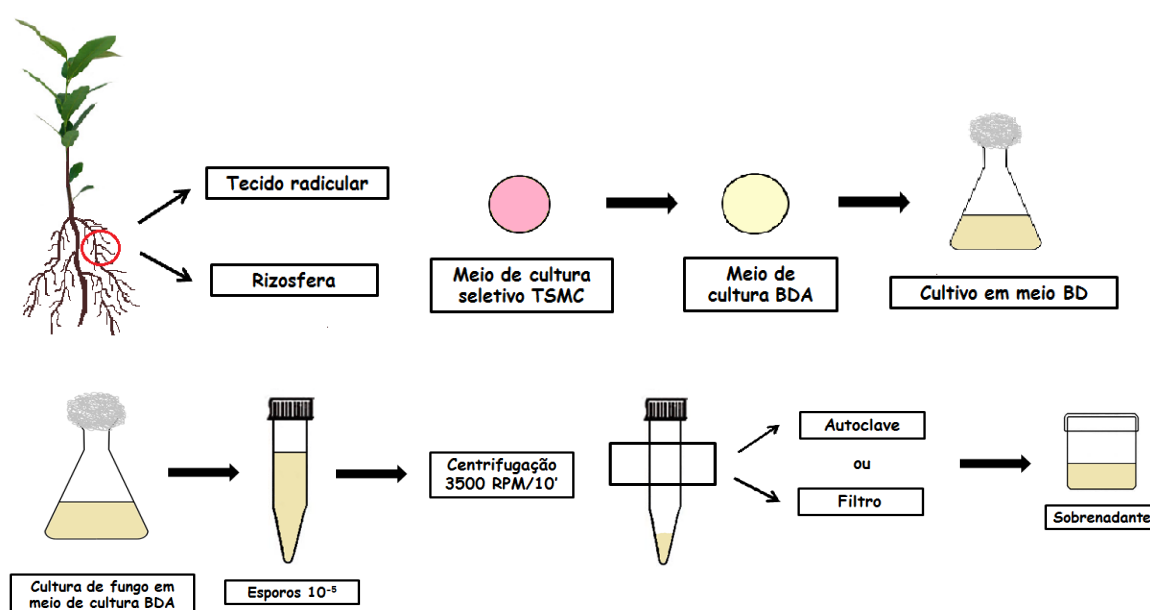 Tecido radicular
Rizosfera
Meio de cultura
seletivo TSMC
Meio de
cultura BDA
Cultivo em meio BD
Cultura de fungo em
meio de cultura BDA
Esporos 10⁻⁵
Centrifugação
3500 RPM/10'
Autoclave
ou
Filtro
Sobrenadante